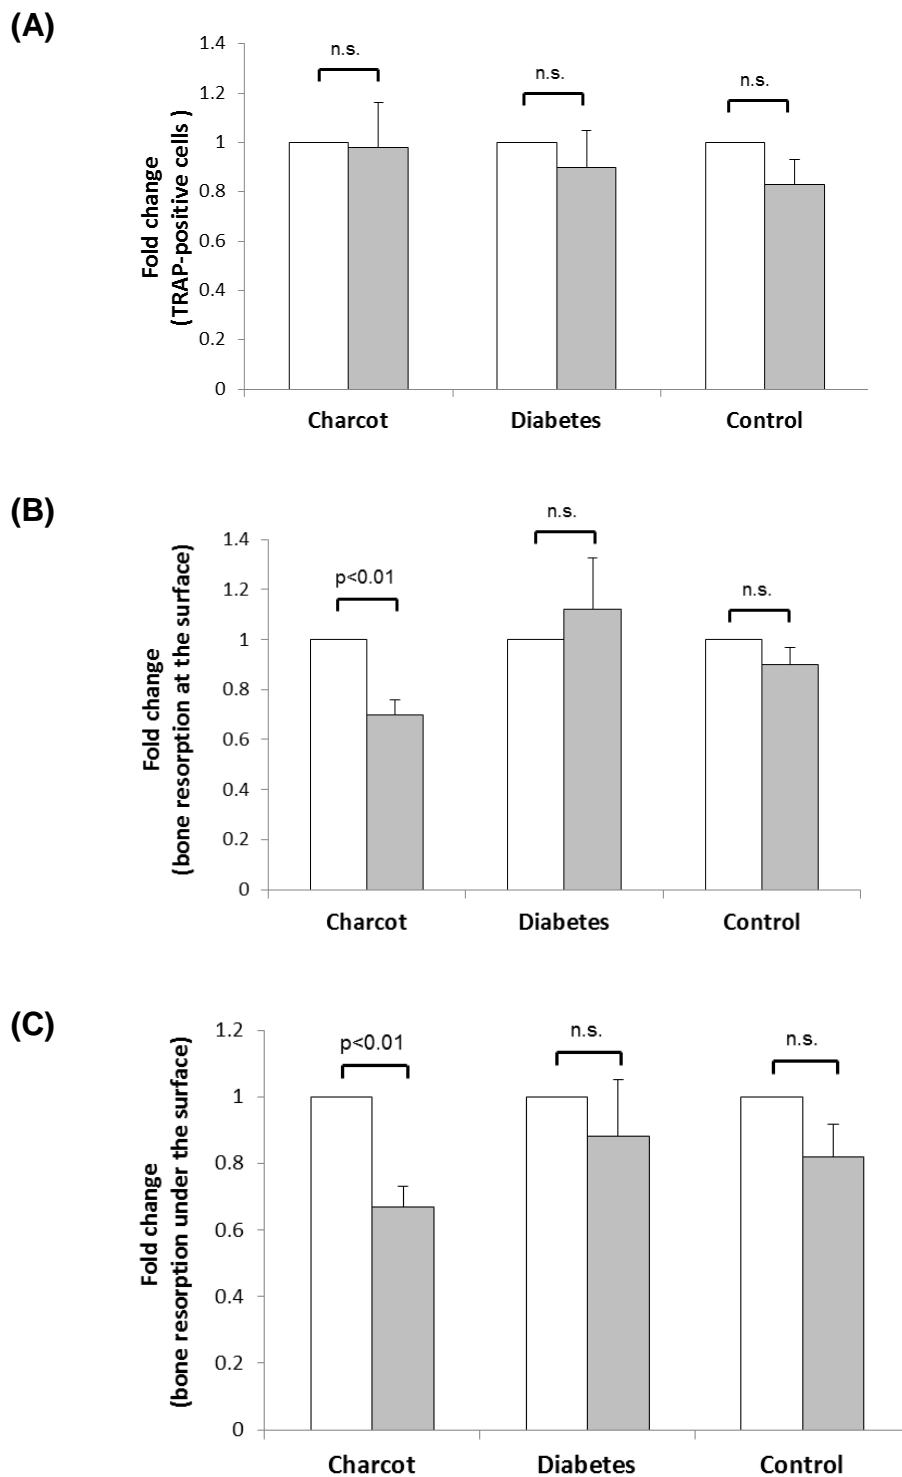 (A)
Fold change
(TRAP-positive cells )
1.4
1.2
1
0.8
0.6
0.4
0.2
0
n.s.
n.s.
n.s.
Charcot Diabetes Control
(B)
Fold change
(bone resorption at the surface)
1.4
1.2
1
0.8
0.6
0.4
0.2
0
p<0.01
n.s.
n.s.
Charcot Diabetes Control
(C)
Fold change
(bone resorption under the surface)
1.2
1
0.8
0.6
0.4
0.2
0
p<0.01
n.s.
n.s.
Charcot Diabetes Control